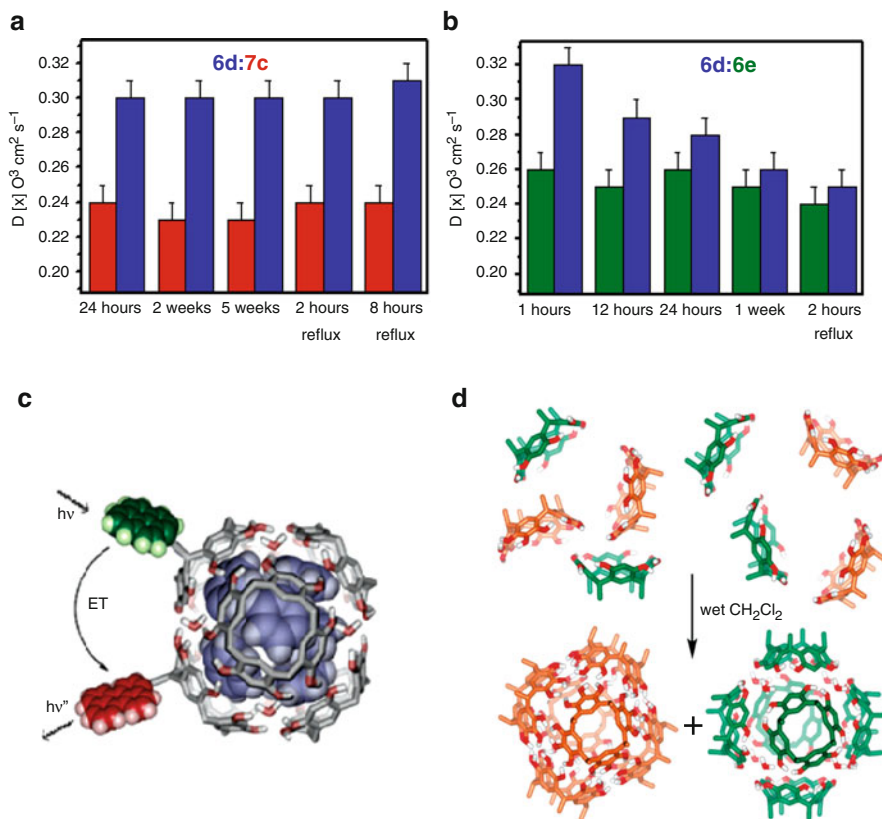 a
6d:7c
D [x] O³ cm² s⁻¹
0.32
0.30
0.28
0.26
0.24
0.22
0.20
24 hours 2 weeks 5 weeks 2 hours 8 hours
reflux reflux
b
6d:6e
D [x] O³ cm² s⁻¹
0.32
0.30
0.28
0.26
0.24
0.22
0.20
1 hours 12 hours 24 hours 1 week 2 hours
reflux
c
hν
ET
hν"
d
wet CH₂Cl₂
+